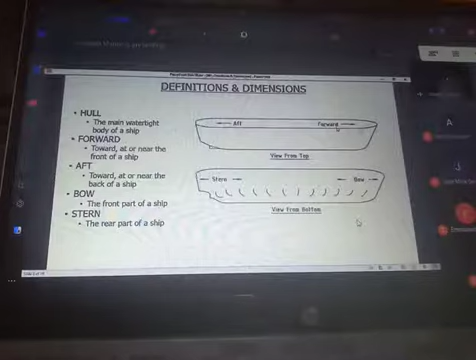 DEFINITIONS & DIMENSIONS
• HULL
• The main watertight
body of a ship
• FORWARD
• Toward, at or near the
front of a ship
• AFT
• Toward, at or near the
back of a ship
• BOW
• The front part of a ship
• STERN
• The rear part of a ship
Aft
Forward
View From Top
Stern
Bow
View From Bottom
A